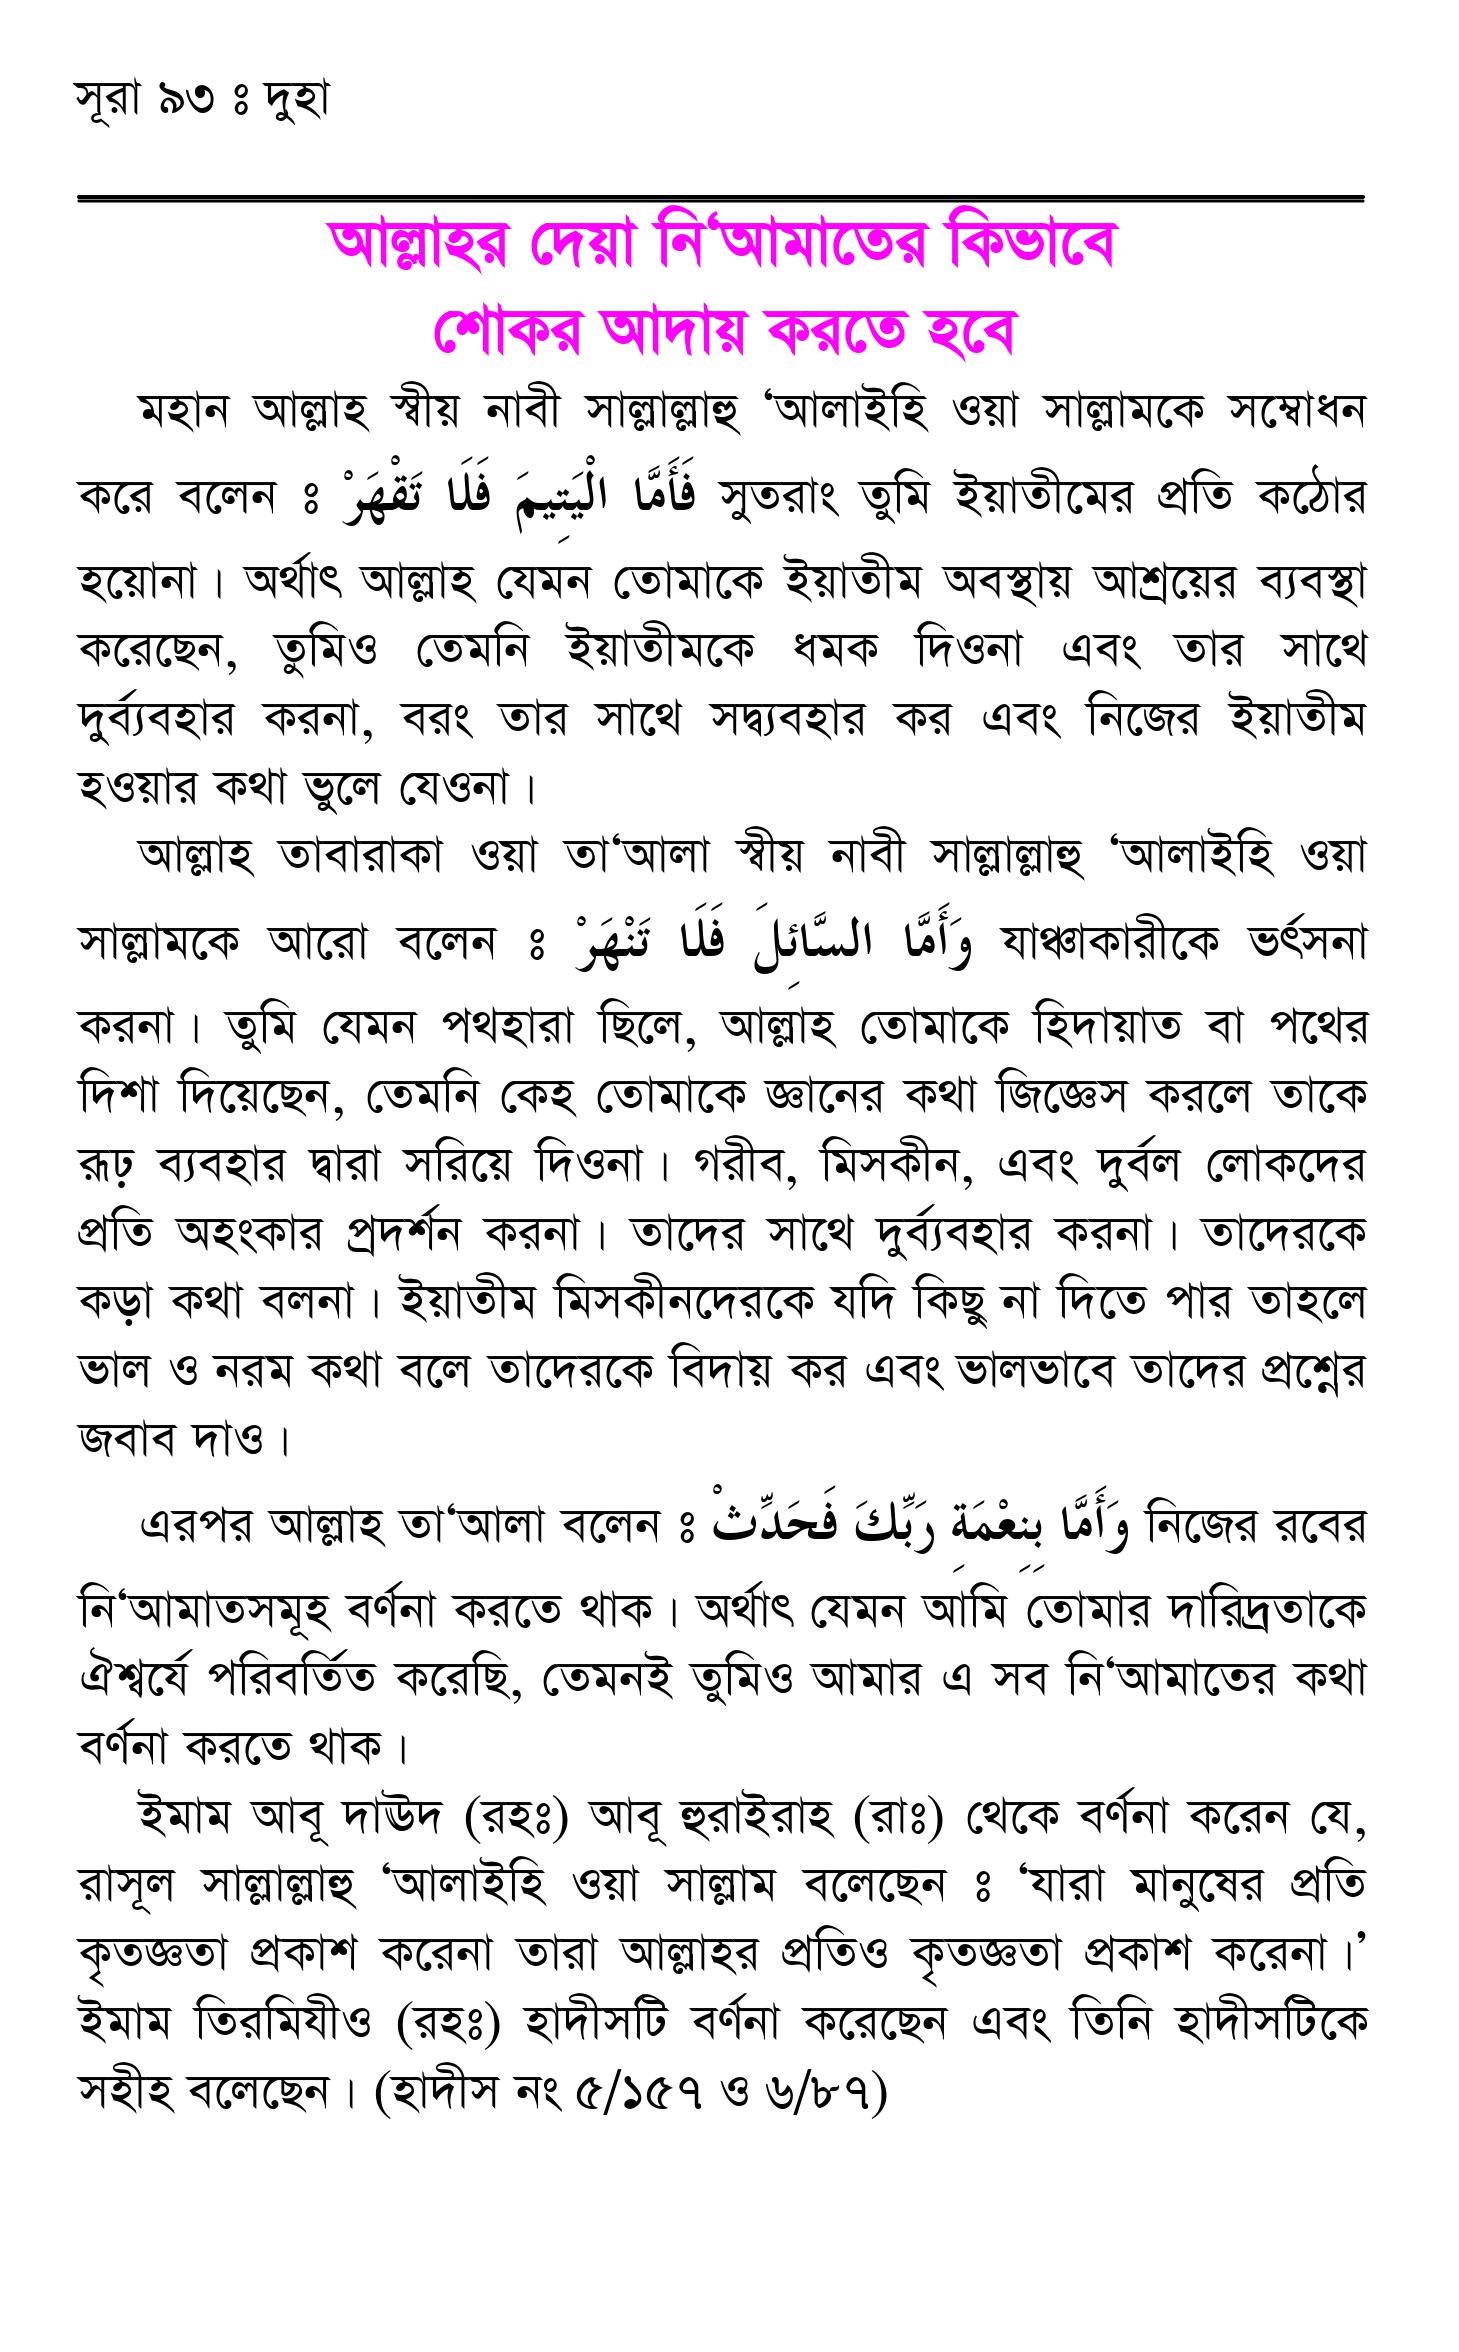 সূরা ৯৩ ঃ দুহা
আল্লাহর দেয়া নি‘আমাতের কিভাবে
শোকর আদায় করতে হবে
মহান আল্লাহ স্বীয় নাবী সাল্লাল্লাহু ‘আলাইহি ওয়া সাল্লামকে সম্বোধন
করে বলেন ঃ فَأَمَّا الْيَتِيمَ فَلَا تَقْهَرْ সুতরাং তুমি ইয়াতীমের প্রতি কঠোর
হয়োনা। অর্থাৎ আল্লাহ যেমন তোমাকে ইয়াতীম অবস্থায় আশ্রয়ের ব্যবস্থা
করেছেন, তুমিও তেমনি ইয়াতীমকে ধমক দিওনা এবং তার সাথে
দুর্ব্যবহার করনা, বরং তার সাথে সদ্ব্যবহার কর এবং নিজের ইয়াতীম
হওয়ার কথা ভুলে যেওনা।
আল্লাহ তাবারাকা ওয়া তা‘আলা স্বীয় নাবী সাল্লাল্লাহু ‘আলাইহি ওয়া
সাল্লামকে আরো বলেন ঃ وَأَمَّا السَّائِلَ فَلَا تَنْهَرْ যাঞ্চাকারীকে ভর্ৎসনা
করনা। তুমি যেমন পথহারা ছিলে, আল্লাহ তোমাকে হিদায়াত বা পথের
দিশা দিয়েছেন, তেমনি কেহ তোমাকে জ্ঞানের কথা জিজ্ঞেস করলে তাকে
রূঢ় ব্যবহার দ্বারা সরিয়ে দিওনা। গরীব, মিসকীন, এবং দুর্বল লোকদের
প্রতি অহংকার প্রদর্শন করনা। তাদের সাথে দুর্ব্যবহার করনা। তাদেরকে
কড়া কথা বলনা। ইয়াতীম মিসকীনদেরকে যদি কিছু না দিতে পার তাহলে
ভাল ও নরম কথা বলে তাদেরকে বিদায় কর এবং ভালভাবে তাদের প্রশ্নের
জবাব দাও।
এরপর আল্লাহ তা‘আলা বলেন ঃ وَأَمَّا بِنِعْمَةِ رَبِّكَ فَحَدِّثْ নিজের রবের
নি‘আমাতসমূহ বর্ণনা করতে থাক। অর্থাৎ যেমন আমি তোমার দারিদ্রতাকে
ঐশ্বর্যে পরিবর্তিত করেছি, তেমনই তুমিও আমার এ সব নি‘আমাতের কথা
বর্ণনা করতে থাক।
ইমাম আবূ দাঊদ (রহঃ) আবূ হুরাইরাহ (রাঃ) থেকে বর্ণনা করেন যে,
রাসূল সাল্লাল্লাহু ‘আলাইহি ওয়া সাল্লাম বলেছেন ঃ ‘যারা মানুষের প্রতি
কৃতজ্ঞতা প্রকাশ করেনা তারা আল্লাহর প্রতিও কৃতজ্ঞতা প্রকাশ করেনা।’
ইমাম তিরমিযীও (রহঃ) হাদীসটি বর্ণনা করেছেন এবং তিনি হাদীসটিকে
সহীহ বলেছেন। (হাদীস নং ৫/১৫৭ ও ৬/৮৭)